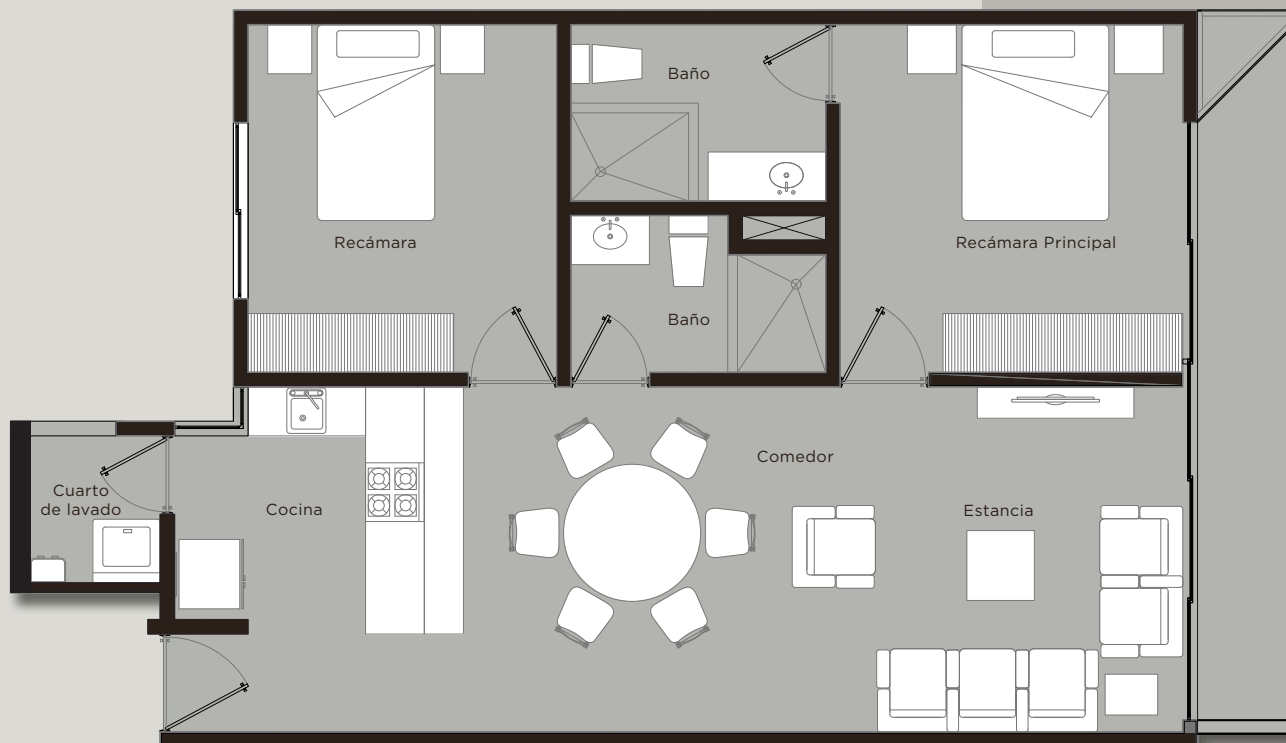 Baño
Recámara
Recámara Principal
Baño
Comedor
Cuarto
de lavado
Cocina
Estancia